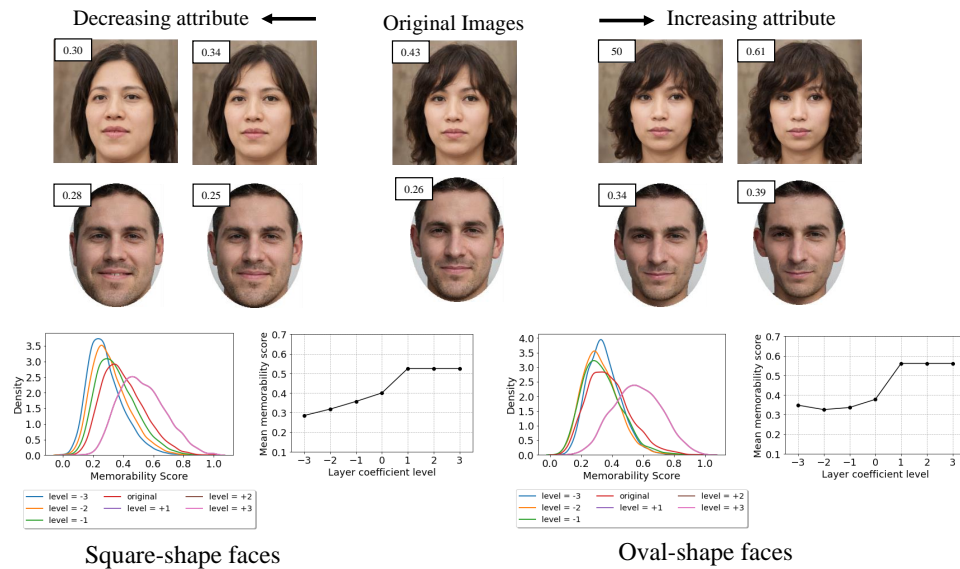 Decreasing attribute
Original Images
Increasing attribute
0.30
0.34
0.43
50
0.61
0.28
0.25
0.26
0.34
0.39
Density
3.5
3.0
2.5
2.0
1.5
1.0
0.5
0.0
0.0 0.2 0.4 0.6 0.8 1.0
Memorability Score
level = -3
level = -2
level = -1
original
level = +1
level = +2
level = +3
Mean memorability score
0.7
0.6
0.5
0.4
0.3
0.2
0.1
−3 −2 −1 0 1 2 3
Layer coefficient level
Density
4.0
3.5
3.0
2.5
2.0
1.5
1.0
0.5
0.0
0.0 0.2 0.4 0.6 0.8 1.0
Memorability Score
level = -3
level = -2
level = -1
original
level = +1
level = +2
level = +3
Mean memorability score
0.7
0.6
0.5
0.4
0.3
0.2
0.1
−3 −2 −1 0 1 2 3
Layer coefficient level
Square-shape faces
Oval-shape faces